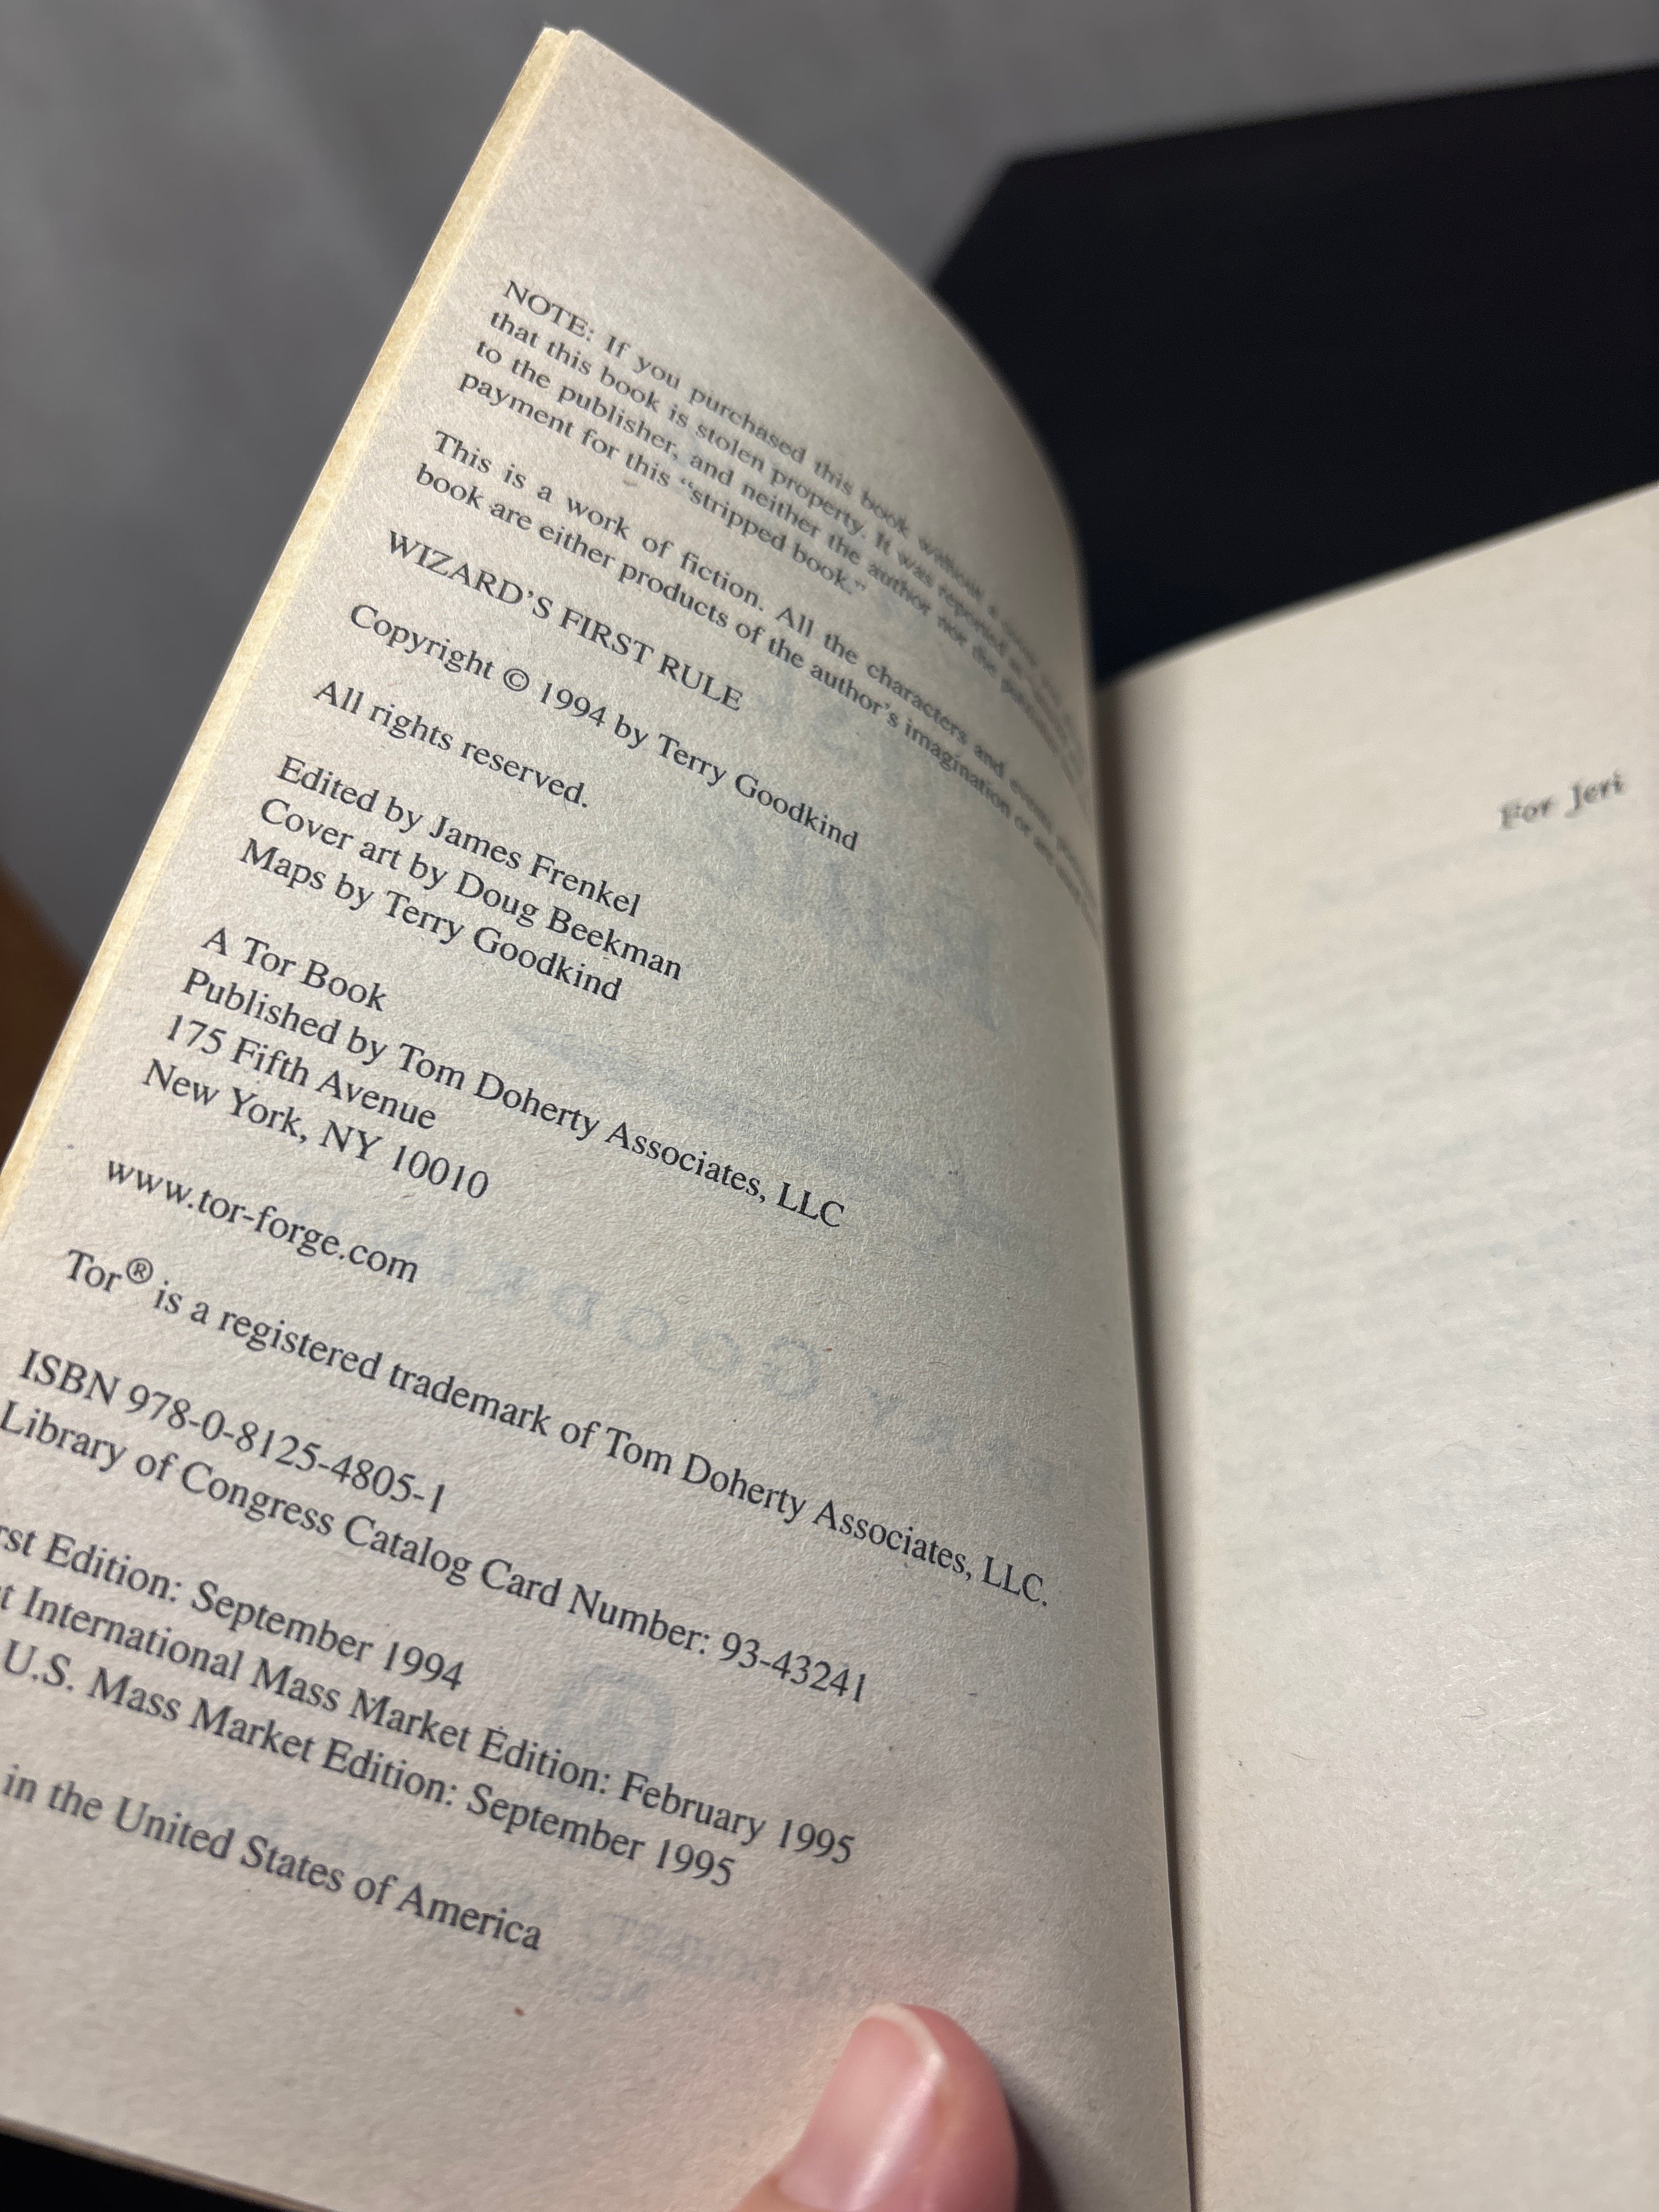 NOTE: If you purchased this book without a
that this book is stolen property. It was reported
to the publisher, and neither the author nor the publisher
payment for this “stripped book.”
This is a work of fiction. All the characters and events
book are either products of the author’s imagination or are
WIZARD’S FIRST RULE
Copyright © 1994 by Terry Goodkind
All rights reserved.
Edited by James Frenkel
Cover art by Doug Beekman
Maps by Terry Goodkind
A Tor Book
Published by Tom Doherty Associates, LLC
175 Fifth Avenue
New York, NY 10010
www.tor-forge.com
Tor® is a registered trademark of Tom Doherty Associates, LLC.
ISBN 978-0-8125-4805-1
Library of Congress Catalog Card Number: 93-43241
rst Edition: September 1994
t International Mass Market Edition: February 1995
U.S. Mass Market Edition: September 1995
in the United States of America
For Jeri